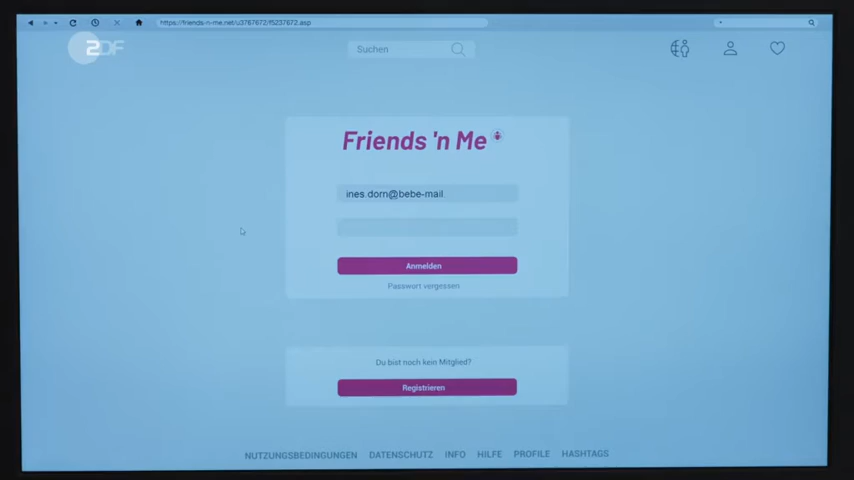 https://friends-n-me.net/u3767672/f5237672.asp
ZDF
Suchen
Friends 'n Me
ines.dorn@bebe-mail
Anmelden
Passwort vergessen
Du bist noch kein Mitglied?
Registrieren
NUTZUNGSBEDINGUNGEN DATENSCHUTZ INFO HILFE PROFILE HASHTAGS